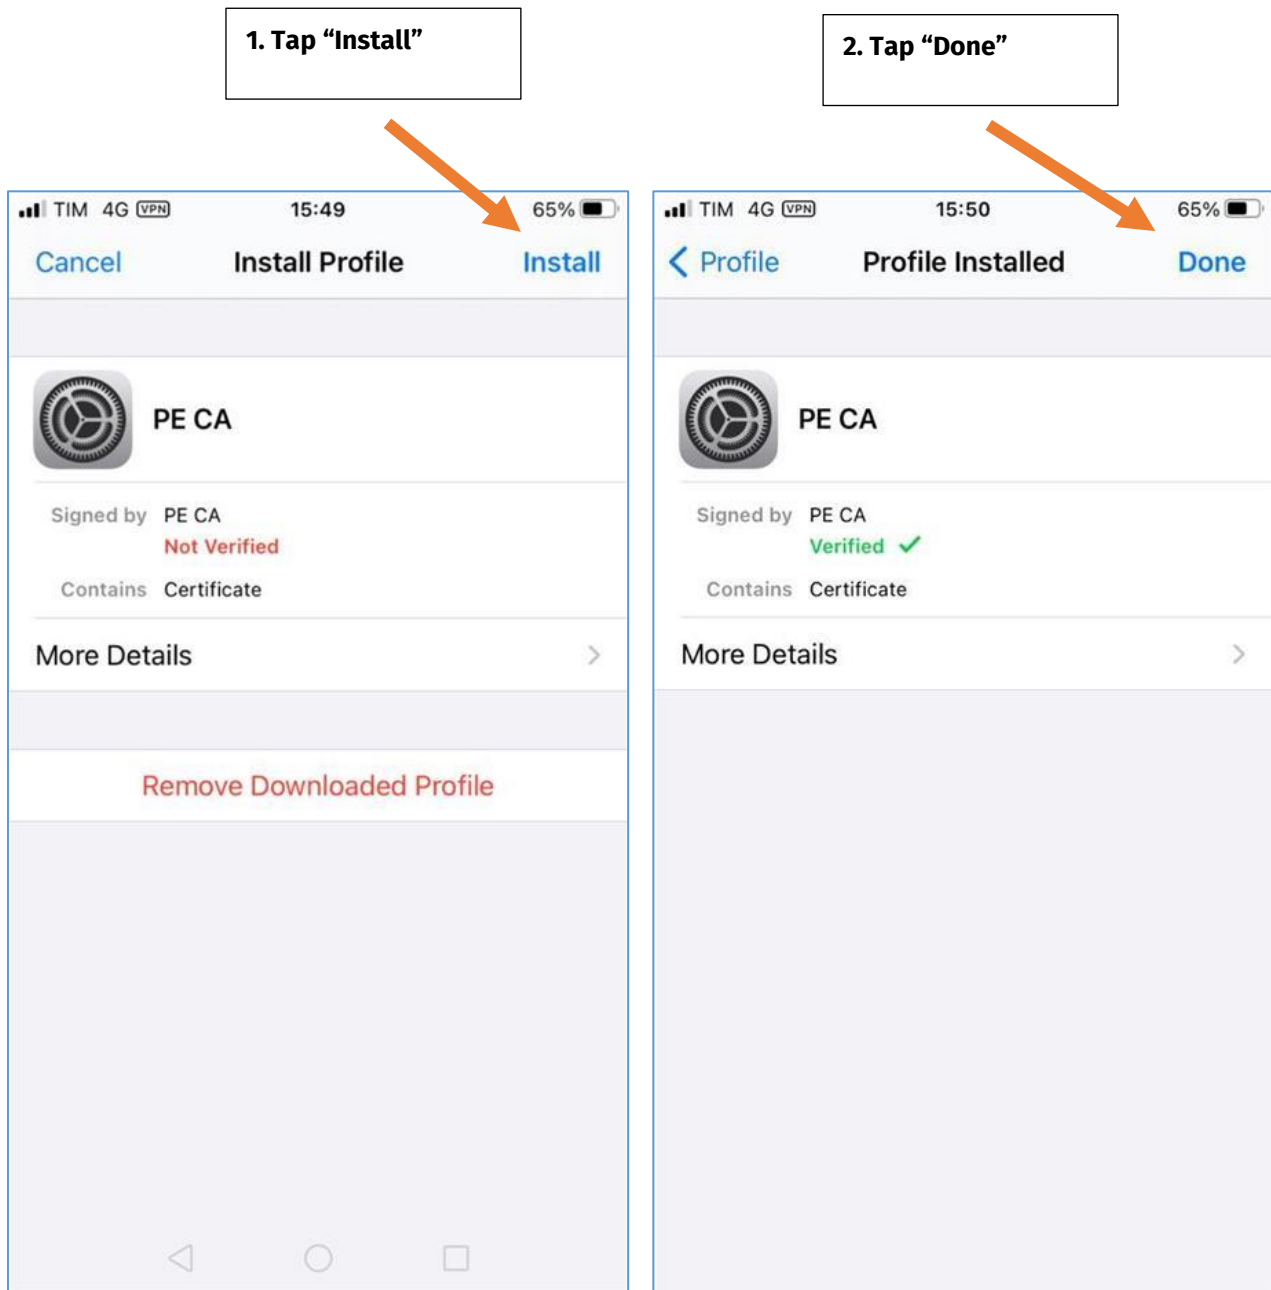 1. Tap “Install”
2. Tap “Done”
TIM 4G VPN 15:49 65%
Cancel Install Profile Install
PE CA
Signed by PE CA
Not Verified
Contains Certificate
More Details
Remove Downloaded Profile
TIM 4G VPN 15:50 65%
Profile Profile Installed Done
PE CA
Signed by PE CA
Verified
Contains Certificate
More Details